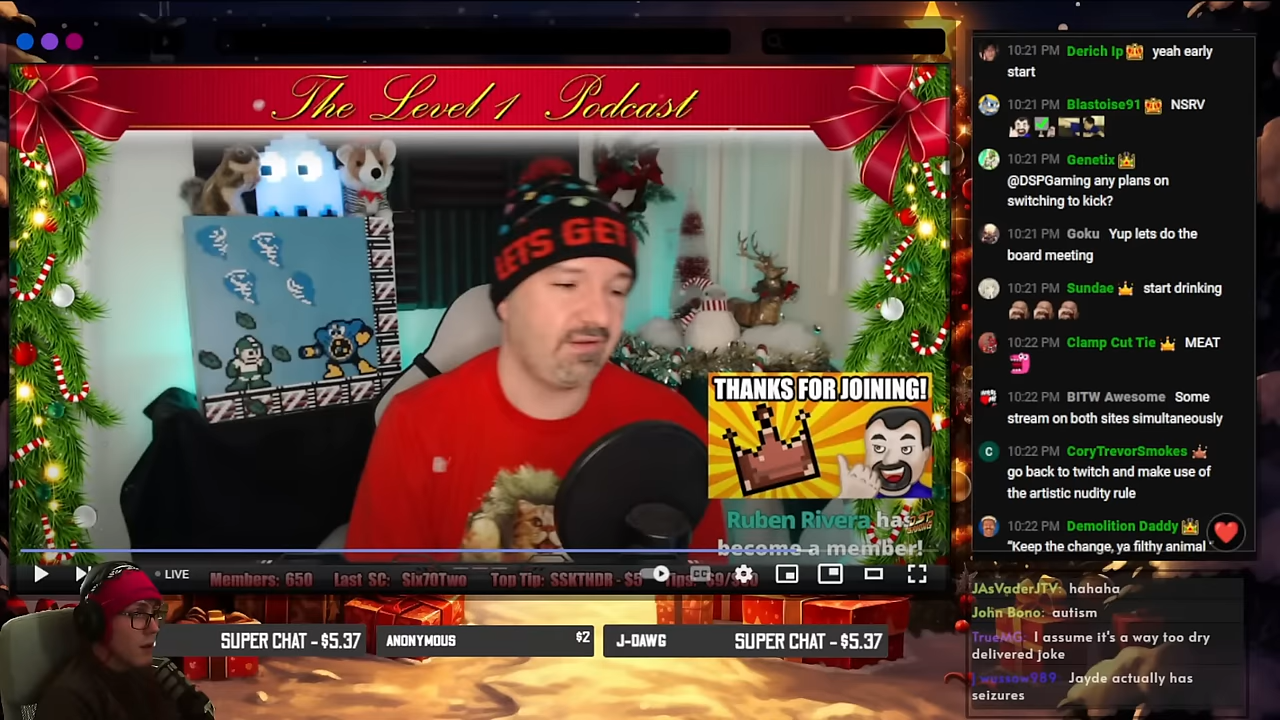 The Level 1 Podcast
LETS GET
THANKS FOR JOINING!
Ruben Rivera has
become a member!
LIVE
Members: 650 Last SC: Six70Two Top Tip: SSKTHDR - $5
SUPER CHAT - $5.37
ANONYMOUS $2
J-DAWG SUPER CHAT - $5.37
10:21 PM Derich Ip yeah early
start
10:21 PM Blastoise91 NSRV
10:21 PM Genetix
@DSPGaming any plans on
switching to kick?
10:21 PM Goku Yup lets do the
board meeting
10:21 PM Sundae start drinking
10:22 PM Clamp Cut Tie MEAT
10:22 PM BITW Awesome Some
stream on both sites simultaneously
C 10:22 PM CoryTrevorSmokes
go back to twitch and make use of
the artistic nudity rule
10:22 PM Demolition Daddy
"Keep the change, ya filthy animal "
JAsVaderJTV: hahaha
John Bono: autism
TrueMG: I assume it's a way too dry
delivered joke
Jayde actually has
seizures